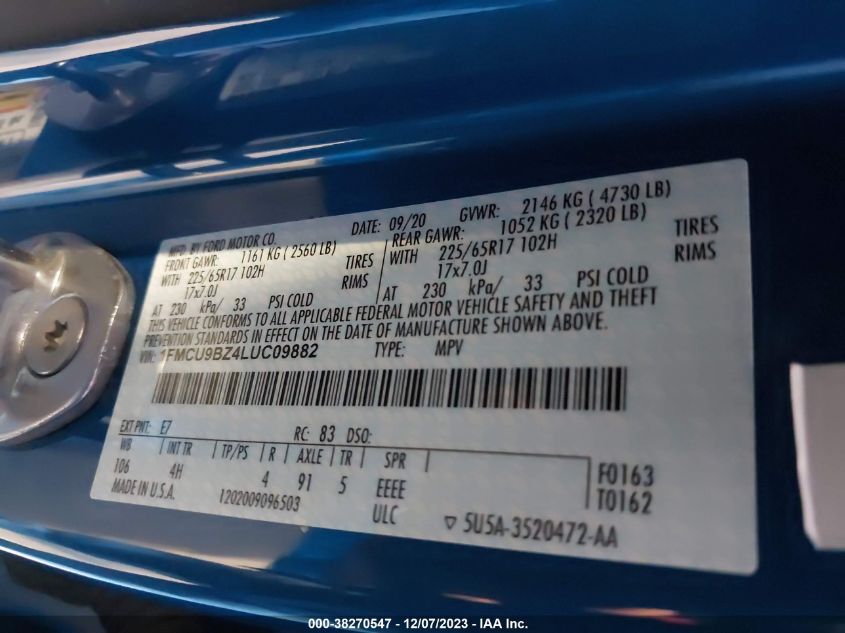 MFD. BY FORD MOTOR CO. DATE: 09/20 GVWR: 2146 KG ( 4730 LB)
FRONT GAWR: 1161 KG ( 2560 LB) REAR GAWR: 1052 KG ( 2320 LB)
WITH 225/65R17 102H TIRES WITH 225/65R17 102H TIRES
17x7.0J RIMS 17x7.0J RIMS
AT 230 kPa/ 33 PSI COLD AT 230 kPa/ 33 PSI COLD
THIS VEHICLE CONFORMS TO ALL APPLICABLE FEDERAL MOTOR VEHICLE SAFETY AND THEFT
PREVENTION STANDARDS IN EFFECT ON THE DATE OF MANUFACTURE SHOWN ABOVE.
VIN: 1FMCU9BZ4LUC09882 TYPE: MPV
EXT PNT: E7 RC: 83 DSO:
WB INT TR TP/PS R AXLE TR SPR
106 4H 4 91 5 EEEE F0163
MADE IN U.S.A. 1202009096503 ULC T0162
▽ 5U5A-3520472-AA
000-38270547 - 12/07/2023 - IAA Inc.